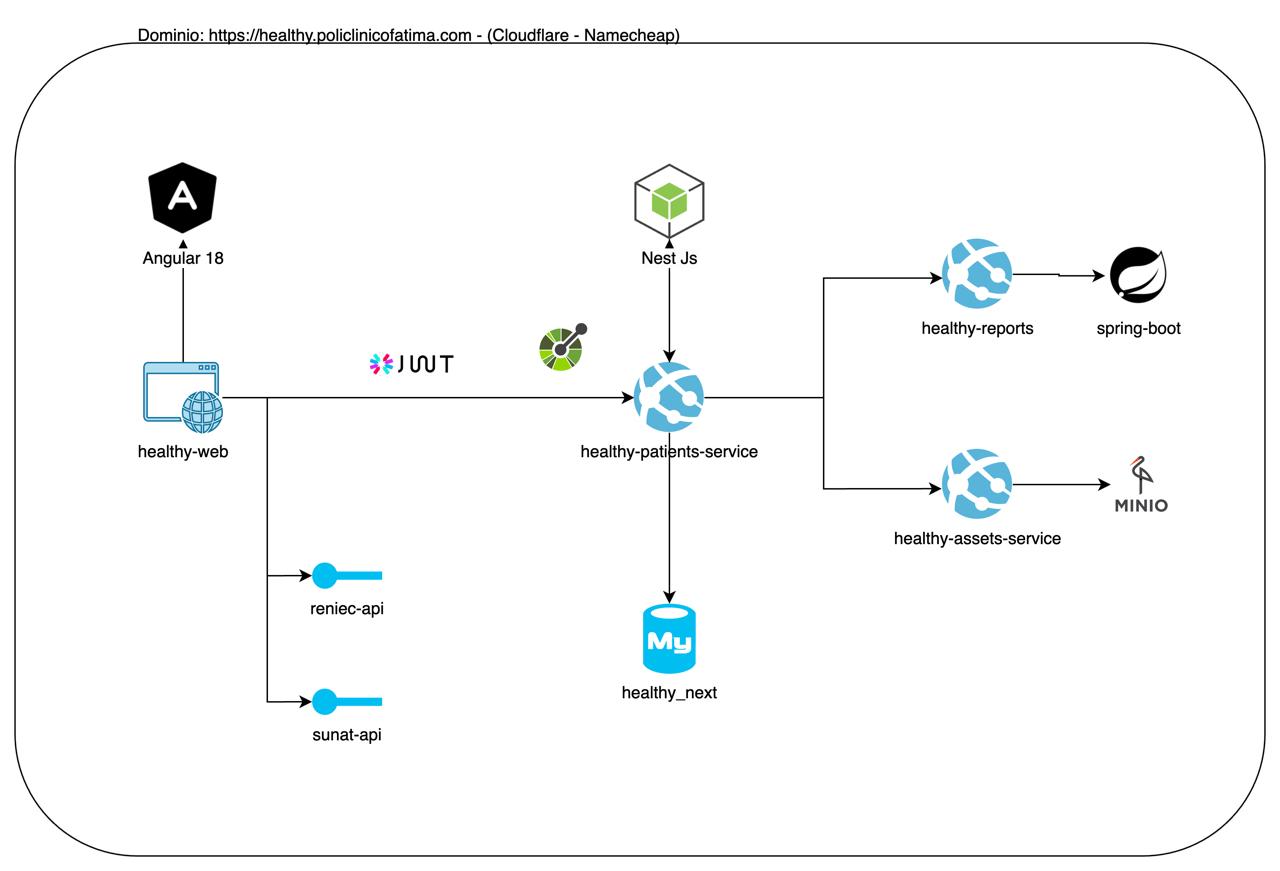 Dominio: https://healthy.policlinicofatima.com - (Cloudflare - Namecheap)
Angular 18
Nest Js
healthy-reports
spring-boot
JWT
healthy-web
healthy-patients-service
MINIO
healthy-assets-service
reniec-api
My
healthy_next
sunat-api